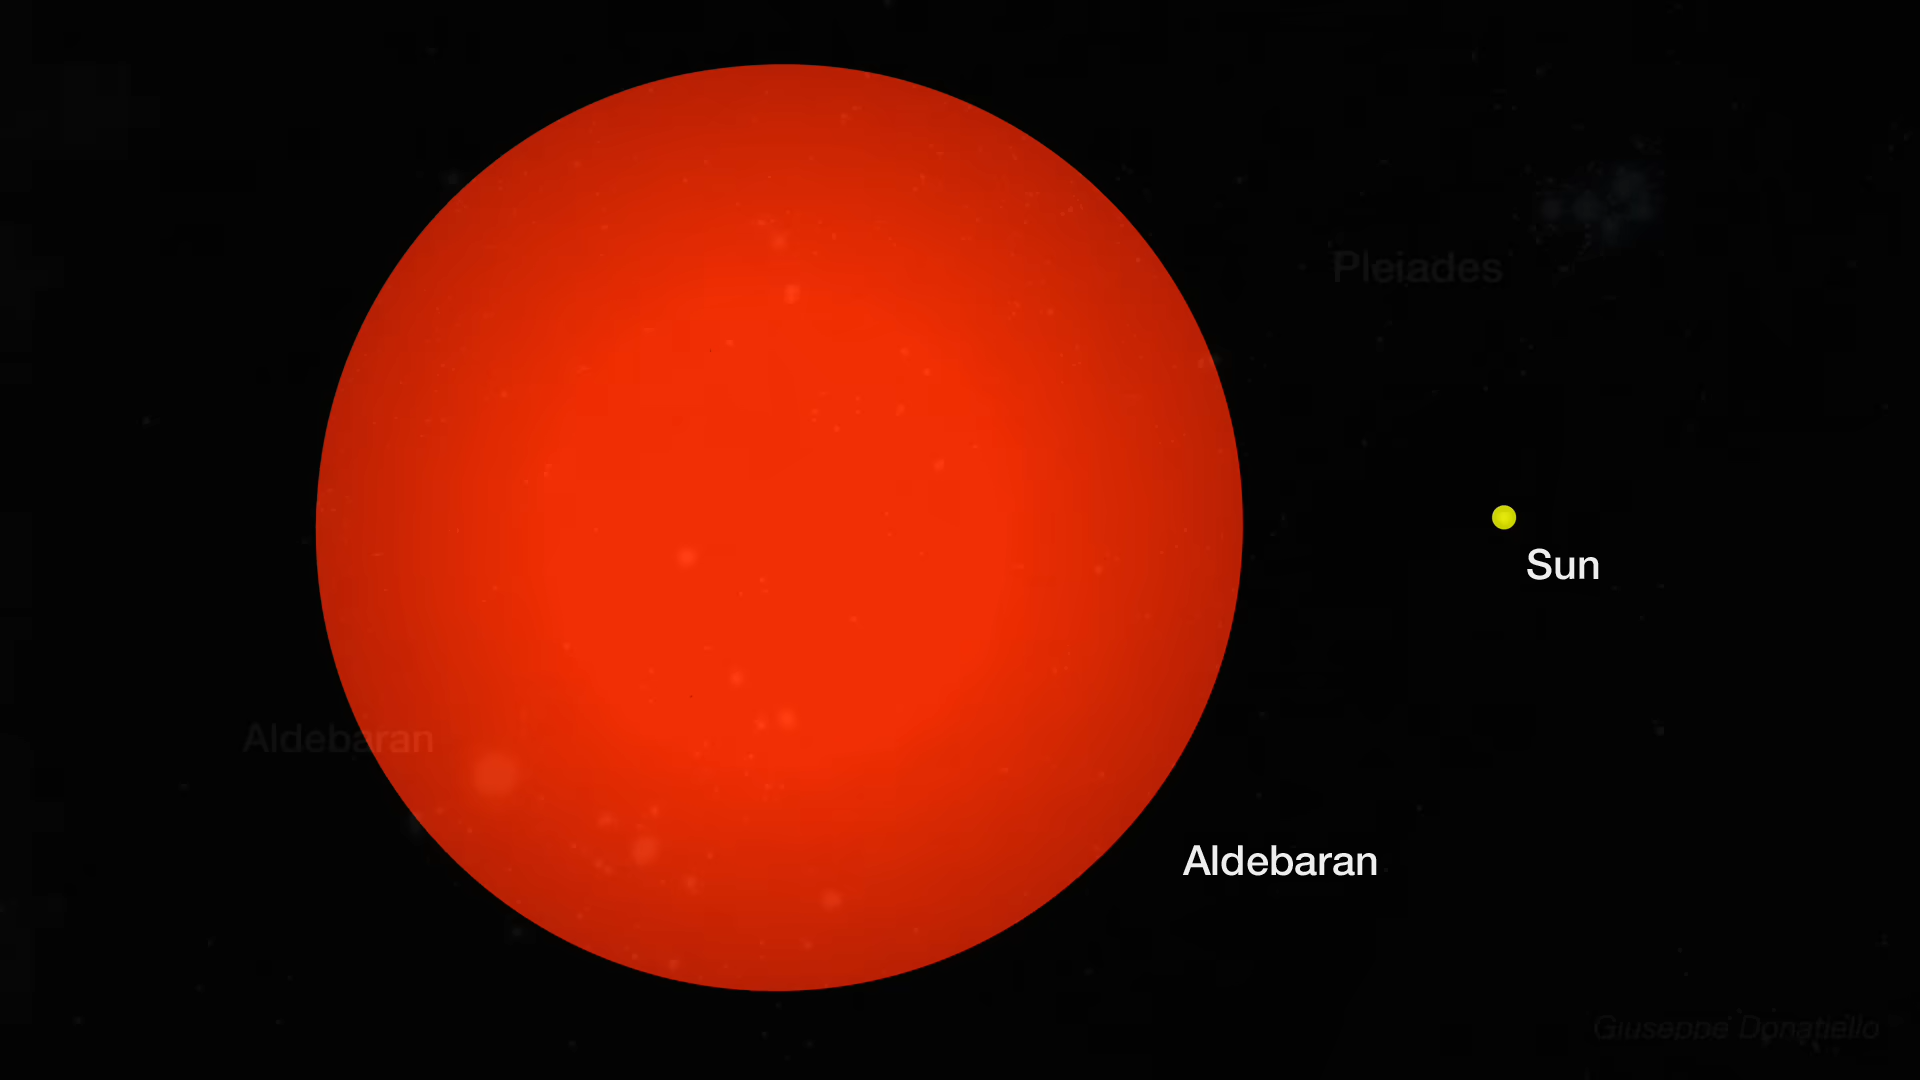 Pleiades
Sun
Aldebaran
Aldebaran
Giuseppe Donatiello